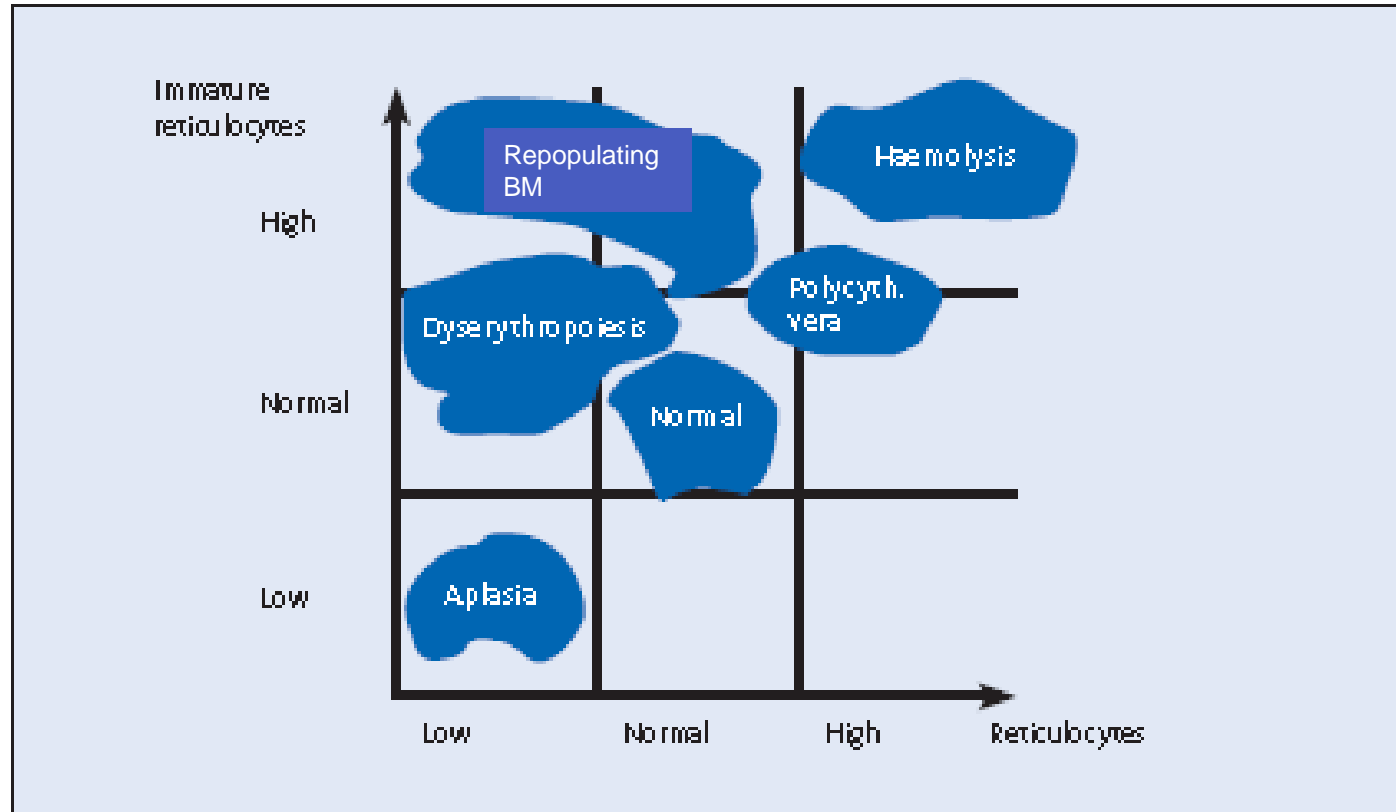 Immature
reticulocytes
Repopulating
BM
Haemolysis
High
Polycyth.
vera
Dyserythropoiesis
Normal
Normal
Low
Aplasia
Low
Normal
High
Reticulocytes